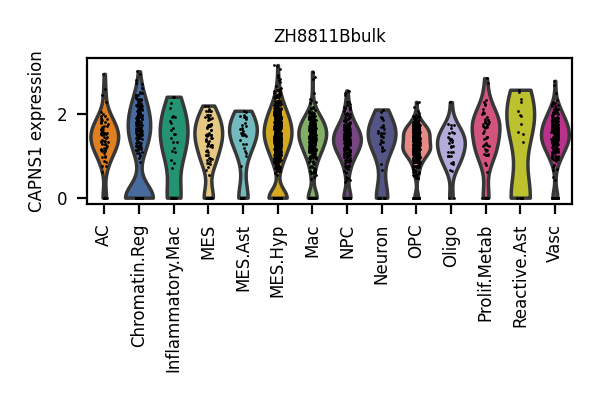 ZH8811Bbulk
CAPNS1 expression
2
0
AC
Chromatin.Reg
Inflammatory.Mac
MES
MES.Ast
MES.Hyp
Mac
NPC
Neuron
OPC
Oligo
Prolif.Metab
Reactive.Ast
Vasc